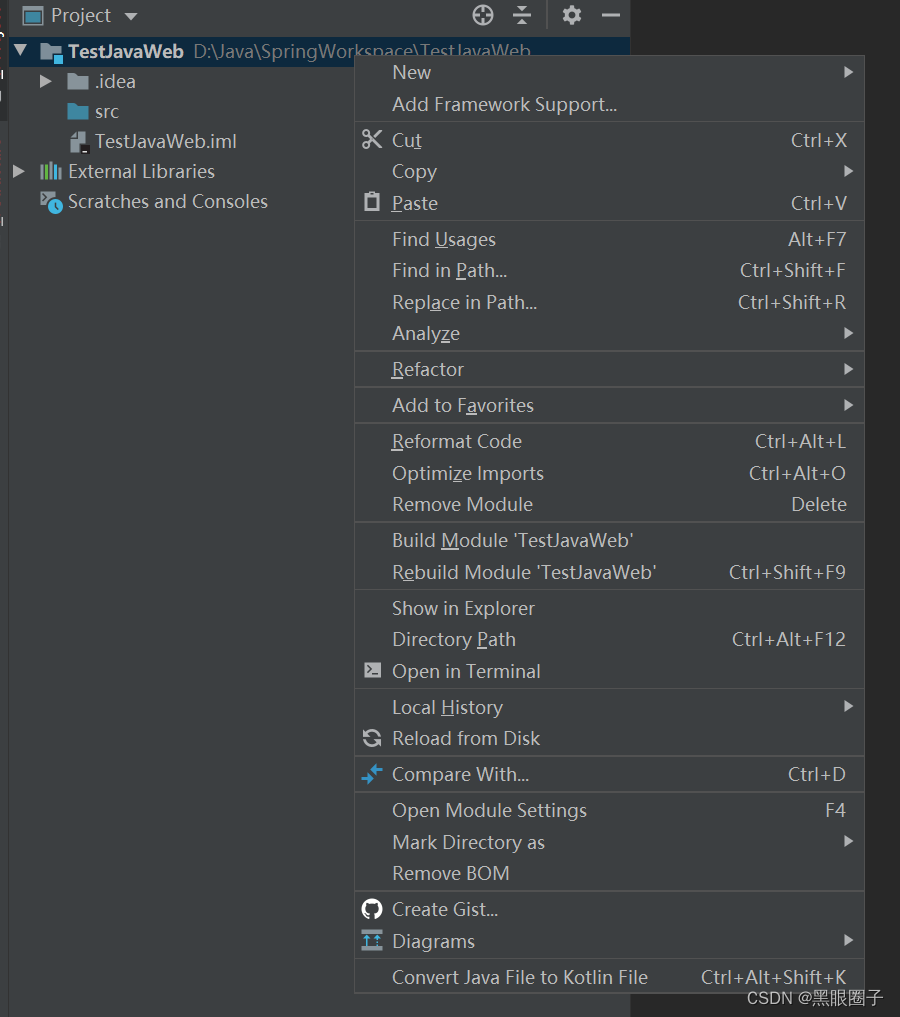 Project
TestJavaWeb D:\Java\SpringWorkspace\TestJavaWeb
.idea
src
TestJavaWeb.iml
External Libraries
Scratches and Consoles
New
Add Framework Support...
Cut Ctrl+X
Copy
Paste Ctrl+V
Find Usages Alt+F7
Find in Path... Ctrl+Shift+F
Replace in Path... Ctrl+Shift+R
Analyze
Refactor
Add to Favorites
Reformat Code Ctrl+Alt+L
Optimize Imports Ctrl+Alt+O
Remove Module Delete
Build Module 'TestJavaWeb'
Rebuild Module 'TestJavaWeb' Ctrl+Shift+F9
Show in Explorer
Directory Path Ctrl+Alt+F12
Open in Terminal
Local History
Reload from Disk
Compare With... Ctrl+D
Open Module Settings F4
Mark Directory as
Remove BOM
Create Gist...
Diagrams
Convert Java File to Kotlin File Ctrl+Alt+Shift+K
CSDN @黑眼圈子